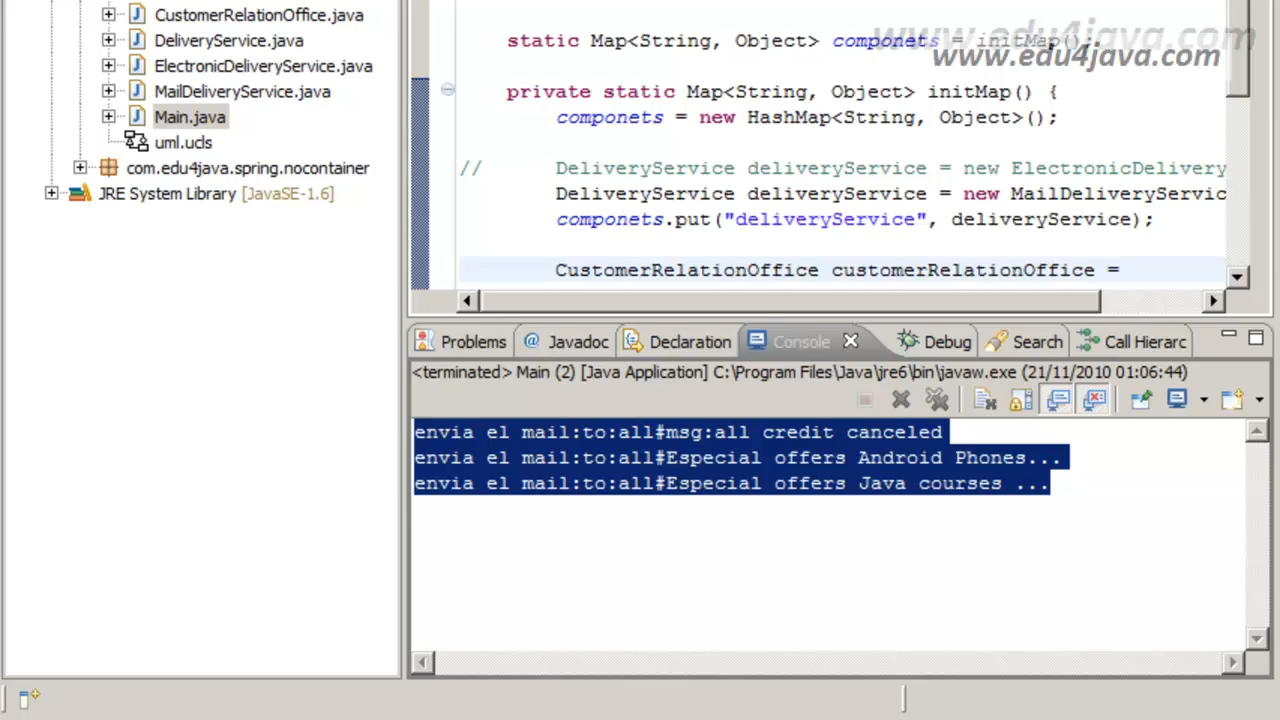 CustomerRelationOffice.java
DeliveryService.java
ElectronicDeliveryService.java
MailDeliveryService.java
Main.java
uml.ucls
com.edu4java.spring.nocontainer
JRE System Library [JavaSE-1.6]
www.edu4java.com
www.edu4java.com
static Map<String, Object> componets = initMap();
private static Map<String, Object> initMap() {
componets = new HashMap<String, Object>();
// DeliveryService deliveryService = new ElectronicDelivery
DeliveryService deliveryService = new MailDeliveryServic
componets.put("deliveryService", deliveryService);
CustomerRelationOffice customerRelationOffice =
Problems @ Javadoc Declaration Console Debug Search Call Hierarc
<terminated> Main (2) [Java Application] C:\Program Files\Java\jre6\bin\javaw.exe (21/11/2010 01:06:44)
envia el mail:to:all#msg:all credit canceled
envia el mail:to:all#Especial offers Android Phones...
envia el mail:to:all#Especial offers Java courses ...